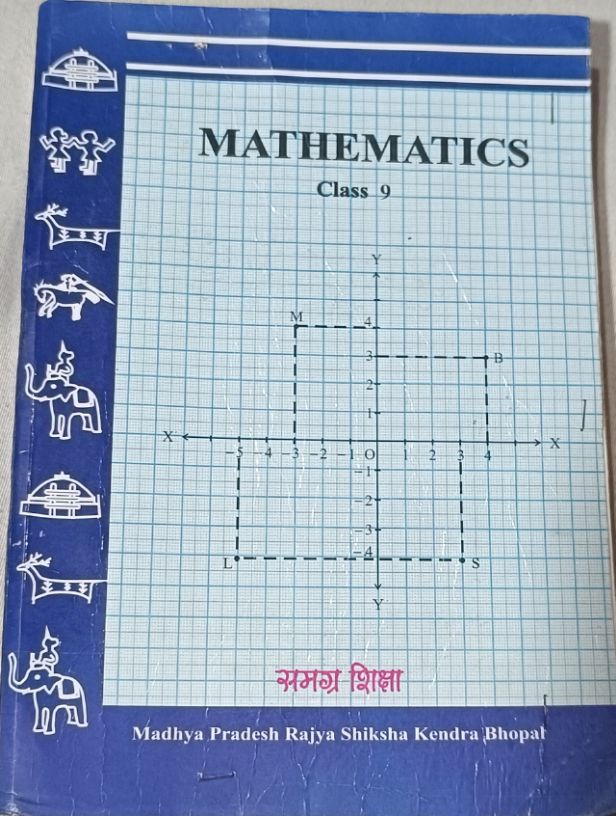 MATHEMATICS
Class 9
Y
M 4
3 B
2
1
X -5 -4 -3 -2 -1 O 1 2 3 4 X
-1
-2
-3
-4
L S
Y
समग्र शिक्षा
Madhya Pradesh Rajya Shiksha Kendra Bhopal